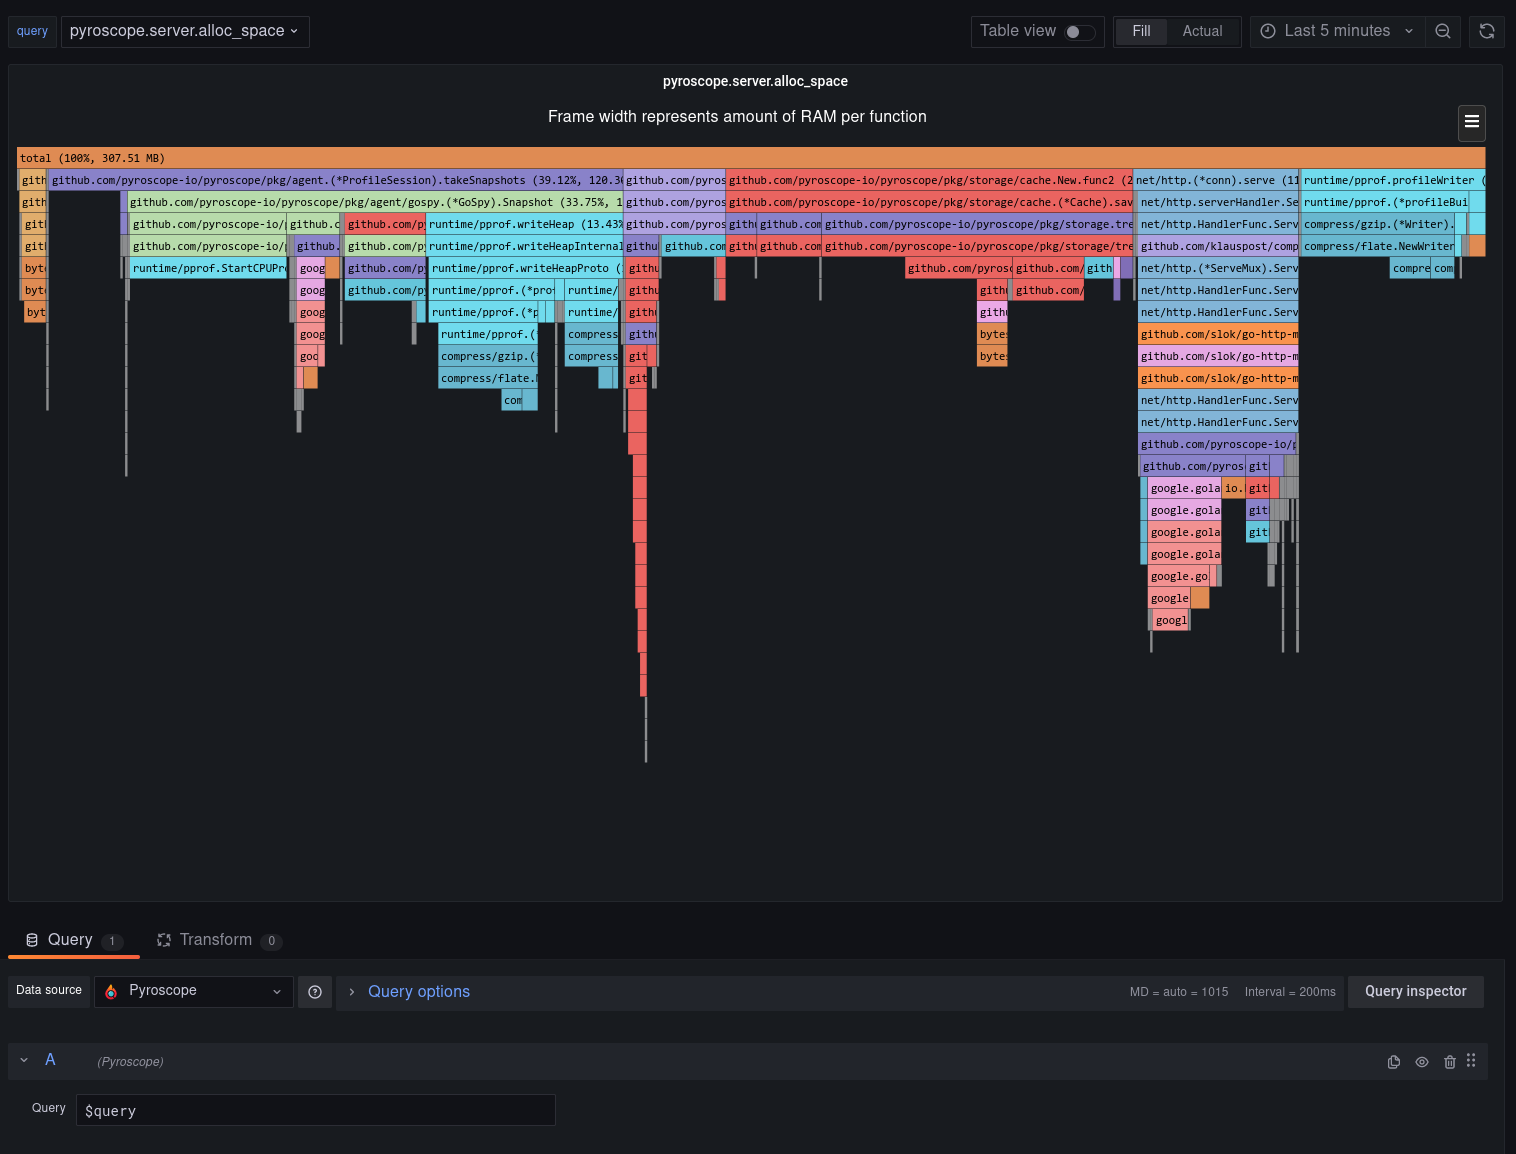 query pyroscope.server.alloc_space Table view Fill Actual Last 5 minutes
pyroscope.server.alloc_space
Frame width represents amount of RAM per function
total (100%, 307.51 MB)
gith github.com/pyroscope-io/pyroscope/pkg/agent.(*ProfileSession).takeSnapshots (39.12%, 120.3 github.com/pyros github.com/pyroscope-io/pyroscope/pkg/storage/cache.New.func2 (2 net/http.(*conn).serve (11 runtime/pprof.profileWriter (
gith github.com/pyroscope-io/pyroscope/pkg/agent/gospy.(*GoSpy).Snapshot (33.75%, 1 github.com/pyros github.com/pyroscope-io/pyroscope/pkg/storage/cache.(*Cache).sav net/http.serverHandler.Se runtime/pprof.(*profileBui
git github.com/pyroscope-io/p github.c github.com/py runtime/pprof.writeHeap (13.43% github.com/pyros github github.com github.com/pyroscope-io/pyroscope/pkg/storage.tre net/http.HandlerFunc.Serv compress/gzip.(*Writer).
git github.com/pyroscope-io/p github. github.com/p runtime/pprof.writeHeapInternal githu github.com gith github.com github.com/pyroscope-io/pyroscope/pkg/storage/tre github.com/klauspost/comp compress/flate.NewWriter
byt runtime/pprof.StartCPUPr goog github.com/p runtime/pprof.writeHeapProto ( gith github.com/pyrosc github.com/ gith net/http.(*ServeMux).Serv compre com
byt goog github.com/p runtime/pprof.(*pro runtime/ gith gith github.com/ net/http.HandlerFunc.Serv
byt goog runtime/pprof.(*p runtime/ gith gith net/http.HandlerFunc.Serv
goog runtime/pprof.( compress gith byte github.com/slok/go-http-m
goo compress/gzip.( compress git byte github.com/slok/go-http-m
compress/flate. git github.com/slok/go-http-m
com net/http.HandlerFunc.Serv
net/http.HandlerFunc.Serv
github.com/pyroscope-io/p
github.com/pyros git
google.gola io. git
google.gola git
google.gola git
google.gola
google.go
google
googl
Query 1 Transform 0
Data source Pyroscope Query options MD = auto = 1015 Interval = 200ms Query inspector
A (Pyroscope)
Query $query